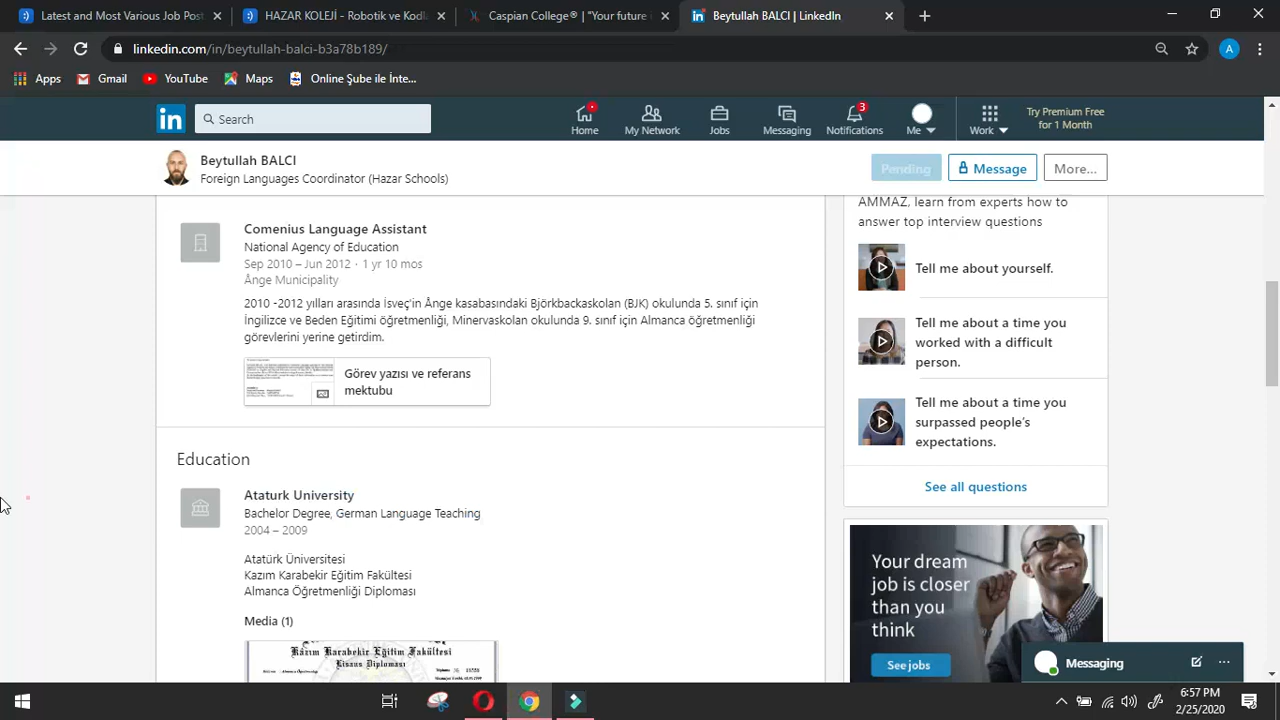 Latest and Most Various Job Post
HAZAR KOLEJİ - Robotik ve Kodl
Caspian College® | "Your future
Beytullah BALCI | LinkedIn
linkedin.com/in/beytullah-balci-b3a78b189/
A
Apps
Gmail
YouTube
Maps
Online Şube ile İnte...
in
Search
Home
My Network
Jobs
Messaging
3
Notifications
Me
Work
Try Premium Free
for 1 Month
Beytullah BALCI
Foreign Languages Coordinator (Hazar Schools)
Pending
Message
More...
Comenius Language Assistant
National Agency of Education
Sep 2010 – Jun 2012 · 1 yr 10 mos
Ånge Municipality
2010 -2012 yılları arasında İsveç'in Ånge kasabasındaki Björkbackaskolan (BJK) okulunda 5. sınıf için
İngilizce ve Beden Eğitimi öğretmenliği, Minervaskolan okulunda 9. sınıf için Almanca öğretmenliği
görevlerini yerine getirdim.
Görev yazısı ve referans
mektubu
Education
Ataturk University
Bachelor Degree, German Language Teaching
2004 – 2009
Atatürk Üniversitesi
Kazım Karabekir Eğitim Fakültesi
Almanca Öğretmenliği Diploması
Media (1)
Kazım Karabekir Eğitim Fakültesi
Lisans Diploması
AMMAZ, learn from experts how to
answer top interview questions
Tell me about yourself.
Tell me about a time you
worked with a difficult
person.
Tell me about a time you
surpassed people's
expectations.
See all questions
Your dream
job is closer
than you
think
See jobs
Messaging
6:57 PM
2/25/2020